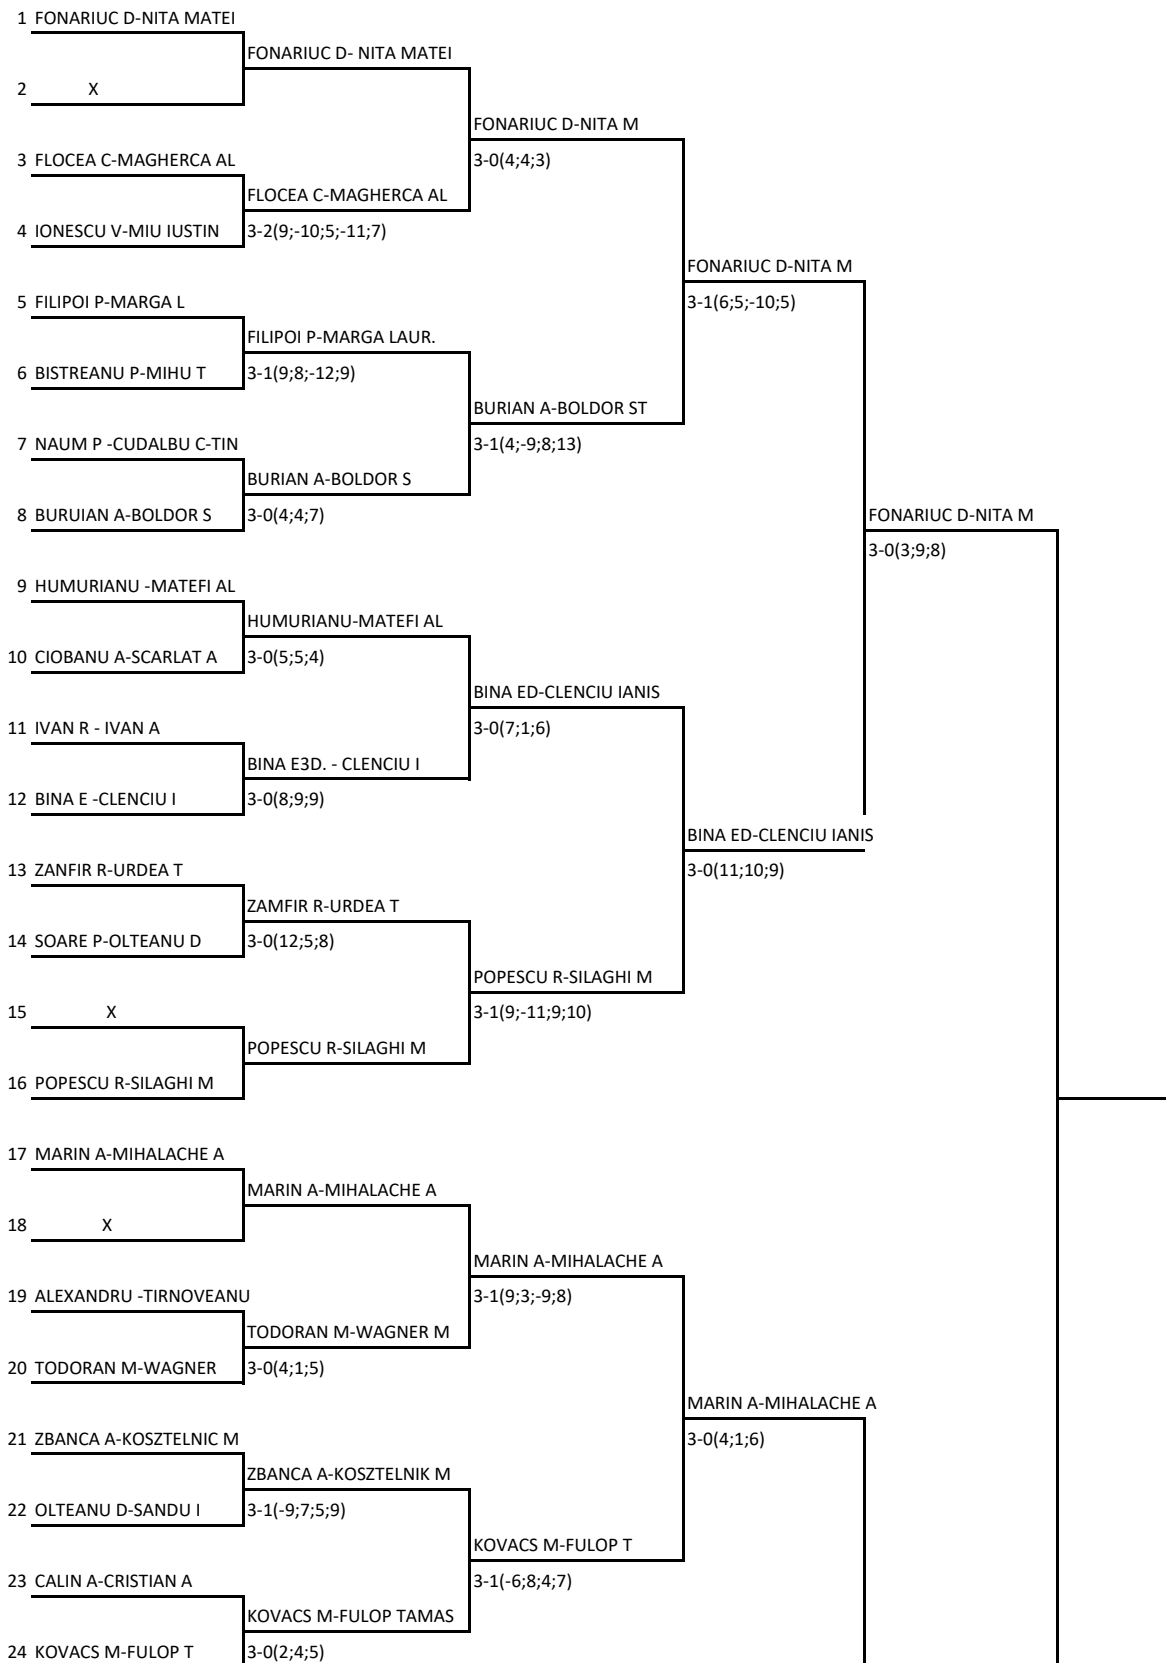 1 FONARIUC D-NITA MATEI
FONARIUC D- NITA MATEI
2 X
FONARIUC D-NITA M
3 FLOCEA C-MAGHERCA AL
3-0(4;4;3)
FLOCEA C-MAGHERCA AL
4 IONESCU V-MIU IUSTIN
3-2(9;-10;5;-11;7)
FONARIUC D-NITA M
5 FILIPOI P-MARGA L
3-1(6;5;-10;5)
FILIPOI P-MARGA LAUR.
6 BISTREANU P-MIHU T
3-1(9;8;-12;9)
BURIAN A-BOLDOR ST
7 NAUM P -CUDALBU C-TIN
3-1(4;-9;8;13)
BURIAN A-BOLDOR S
8 BURUIAN A-BOLDOR S
3-0(4;4;7)
FONARIUC D-NITA M
3-0(3;9;8)
9 HUMURIANU -MATEFI AL
HUMURIANU-MATEFI AL
10 CIOBANU A-SCARLAT A
3-0(5;5;4)
BINA ED-CLENCIU IANIS
11 IVAN R - IVAN A
3-0(7;1;6)
BINA E3D. - CLENCIU I
12 BINA E -CLENCIU I
3-0(8;9;9)
BINA ED-CLENCIU IANIS
13 ZANFIR R-URDEA T
3-0(11;10;9)
ZAMFIR R-URDEA T
14 SOARE P-OLTEANU D
3-0(12;5;8)
POPESCU R-SILAGHI M
15 X
3-1(9;-11;9;10)
POPESCU R-SILAGHI M
16 POPESCU R-SILAGHI M
17 MARIN A-MIHALACHE A
MARIN A-MIHALACHE A
18 X
MARIN A-MIHALACHE A
19 ALEXANDRU -TIRNOVEANU
3-1(9;3;-9;8)
TODORAN M-WAGNER M
20 TODORAN M-WAGNER
3-0(4;1;5)
MARIN A-MIHALACHE A
21 ZBANCA A-KOSZTELNIC M
3-0(4;1;6)
ZBANCA A-KOSZTELNIK M
22 OLTEANU D-SANDU I
3-1(-9;7;5;9)
KOVACS M-FULOP T
23 CALIN A-CRISTIAN A
3-1(-6;8;4;7)
KOVACS M-FULOP TAMAS
24 KOVACS M-FULOP T
3-0(2;4;5)